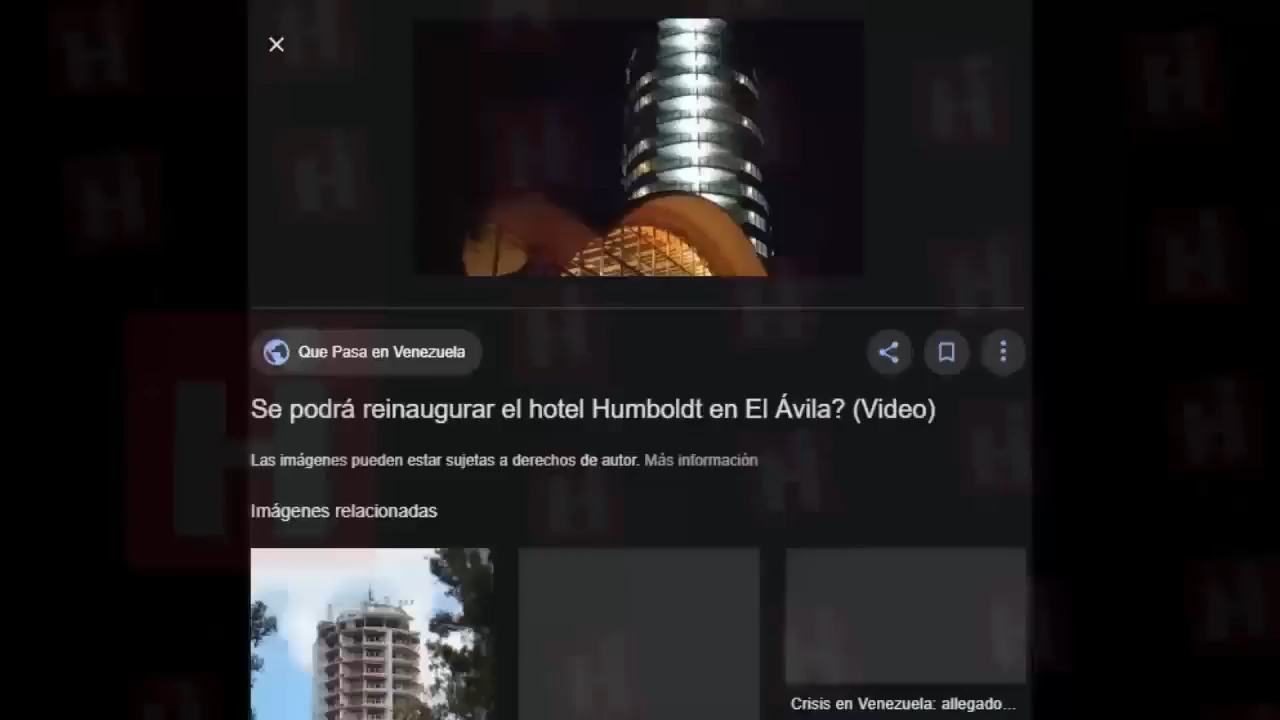 Que Pasa en Venezuela
Se podrá reinaugurar el hotel Humboldt en El Ávila? (Video)
Las imágenes pueden estar sujetas a derechos de autor. Más información
Imágenes relacionadas
Crisis en Venezuela: allegado...